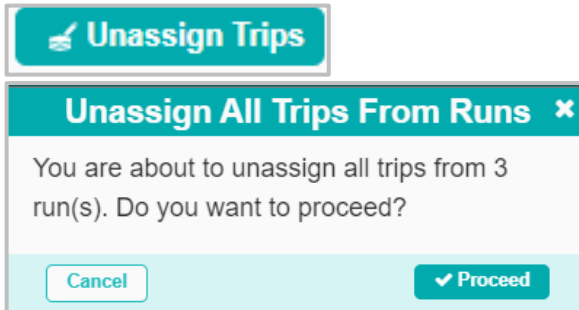 Unassign Trips
Unassign All Trips From Runs ×
You are about to unassign all trips from 3
run(s). Do you want to proceed?
Cancel
Proceed